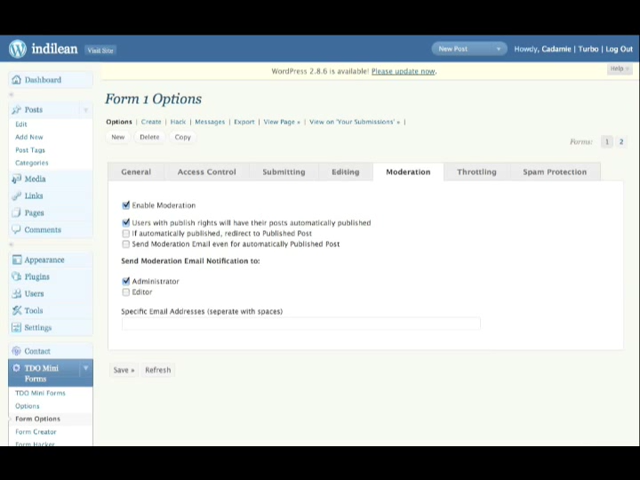 indilean Visit Site New Post Howdy, Cadamie | Turbo | Log Out
WordPress 2.8.6 is available! Please update now. Help
Dashboard
Posts
Edit
Add New
Post Tags
Categories
Media
Links
Pages
Comments
Appearance
Plugins
Users
Tools
Settings
Contact
TDO Mini Forms
TDO Mini Forms
Options
Form Options
Form Creator
Form Hacker
Form 1 Options
Options | Create | Hack | Messages | Export | View Page » | View on 'Your Submissions' » |
New Delete Copy
Forms: 1 2
General Access Control Submitting Editing Moderation Throttling Spam Protection
Enable Moderation
Users with publish rights will have their posts automatically published
If automatically published, redirect to Published Post
Send Moderation Email even for automatically Published Post
Send Moderation Email Notification to:
Administrator
Editor
Specific Email Addresses (seperate with spaces)
Save » Refresh